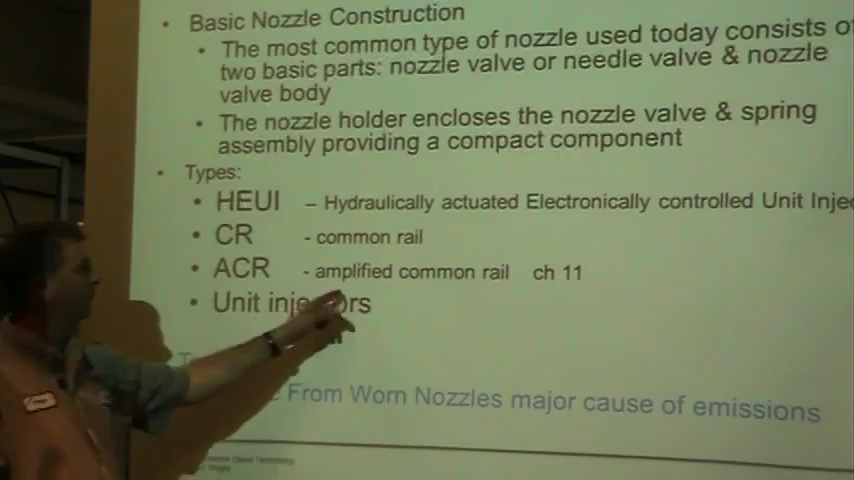 • Basic Nozzle Construction
• The most common type of nozzle used today consists of
two basic parts: nozzle valve or needle valve & nozzle
valve body
• The nozzle holder encloses the nozzle valve & spring
assembly providing a compact component
• Types:
• HEUI – Hydraulically actuated Electronically controlled Unit Inje
• CR - common rail
• ACR - amplified common rail ch 11
• Unit injectors
From Worn Nozzles major cause of emissions